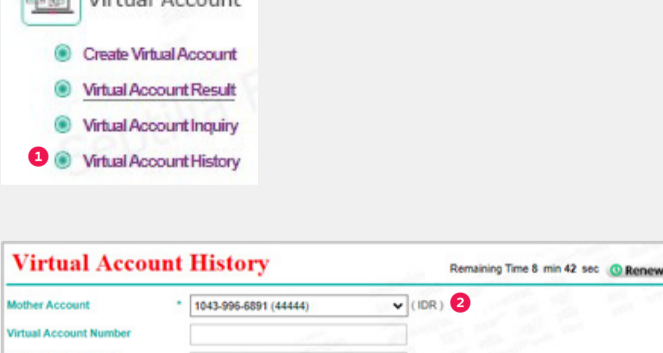 Virtual Account
Create Virtual Account
Virtual Account Result
Virtual Account Inquiry
1 Virtual Account History
Virtual Account History Remaining Time 8 min 42 sec Renew
Mother Account * 1043-996-6891 (44444) ( IDR ) 2
Virtual Account Number